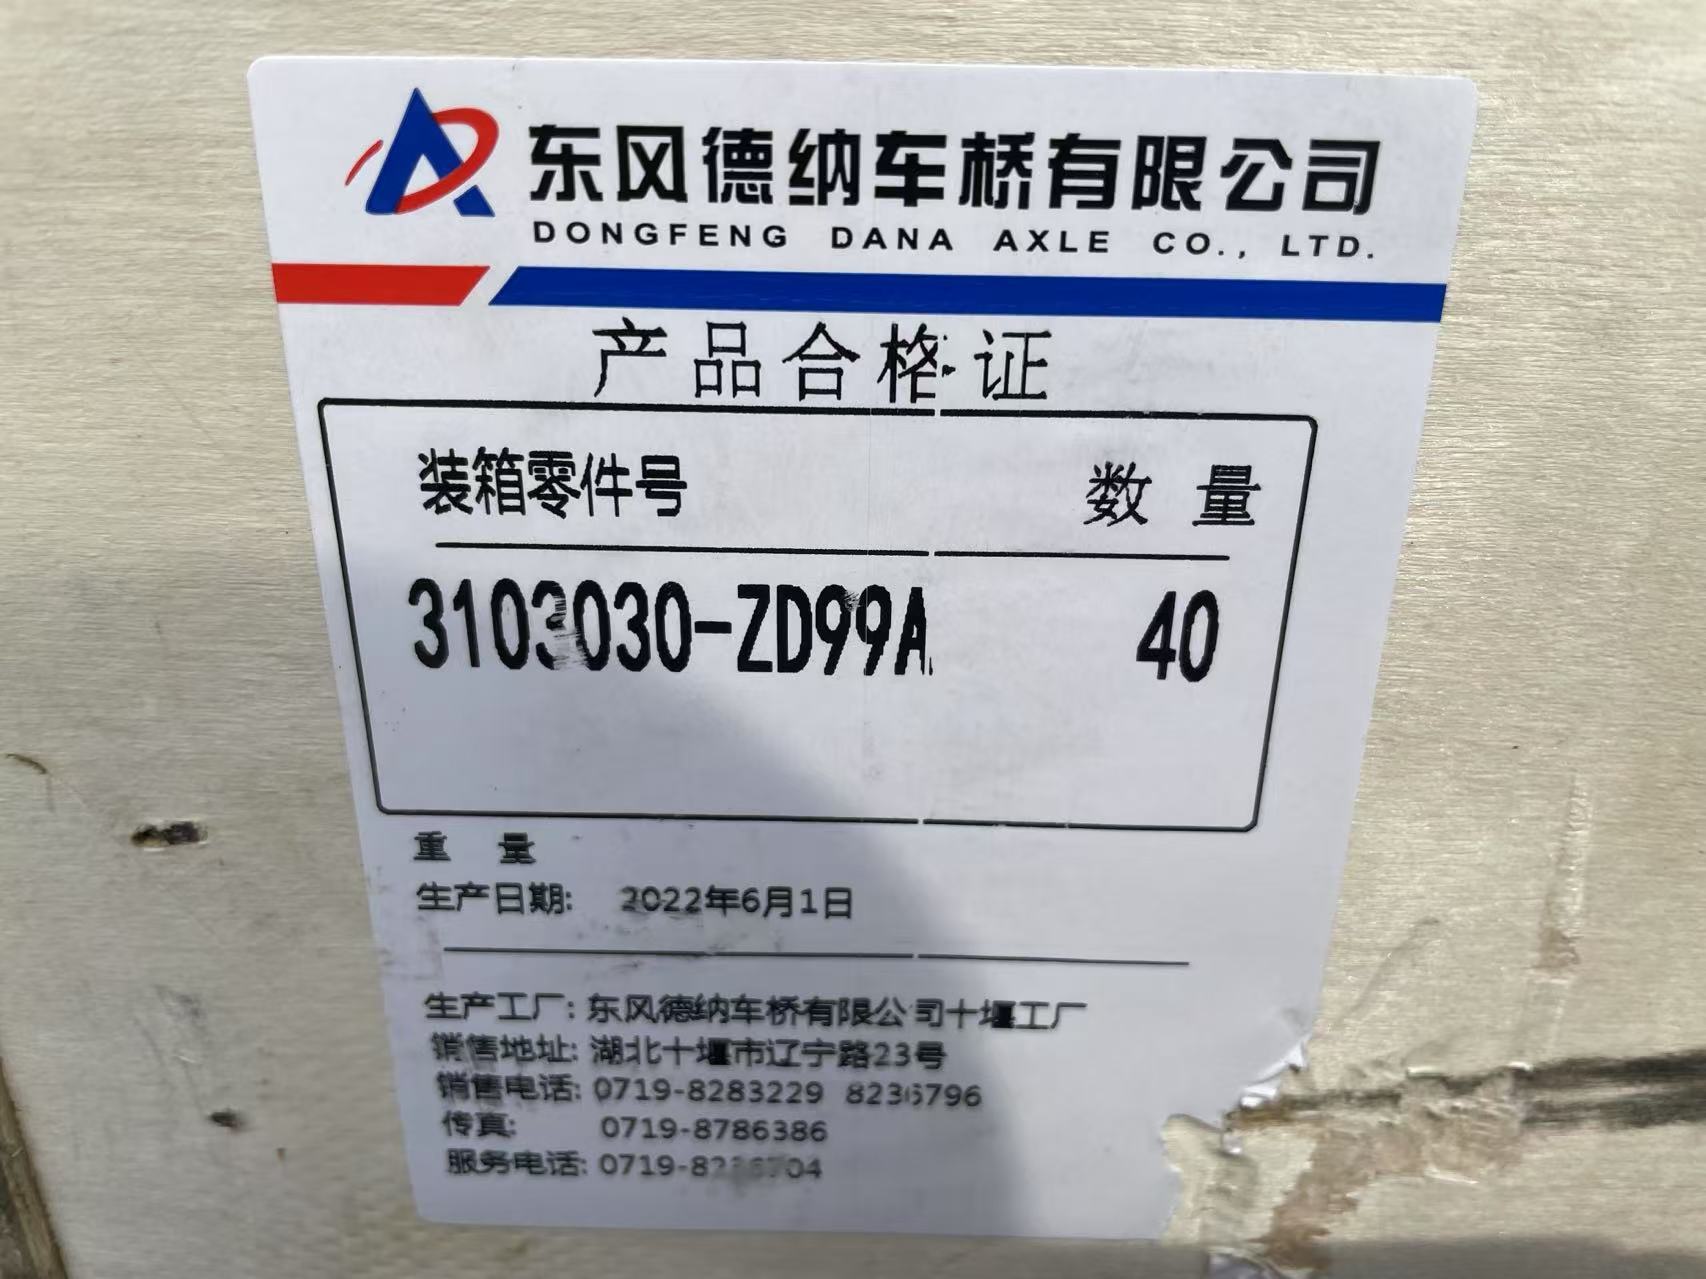 东风德纳车桥有限公司
DONGFENG DANA AXLE CO., LTD.
产品合格证
装箱零件号 数量
3103030-ZD99A 40
重 量
生产日期: 2022年6月1日
生产工厂: 东风德纳车桥有限公司十堰工厂
销售地址: 湖北十堰市辽宁路23号
销售电话: 0719-8283229 8236796
传真: 0719-8786386
服务电话: